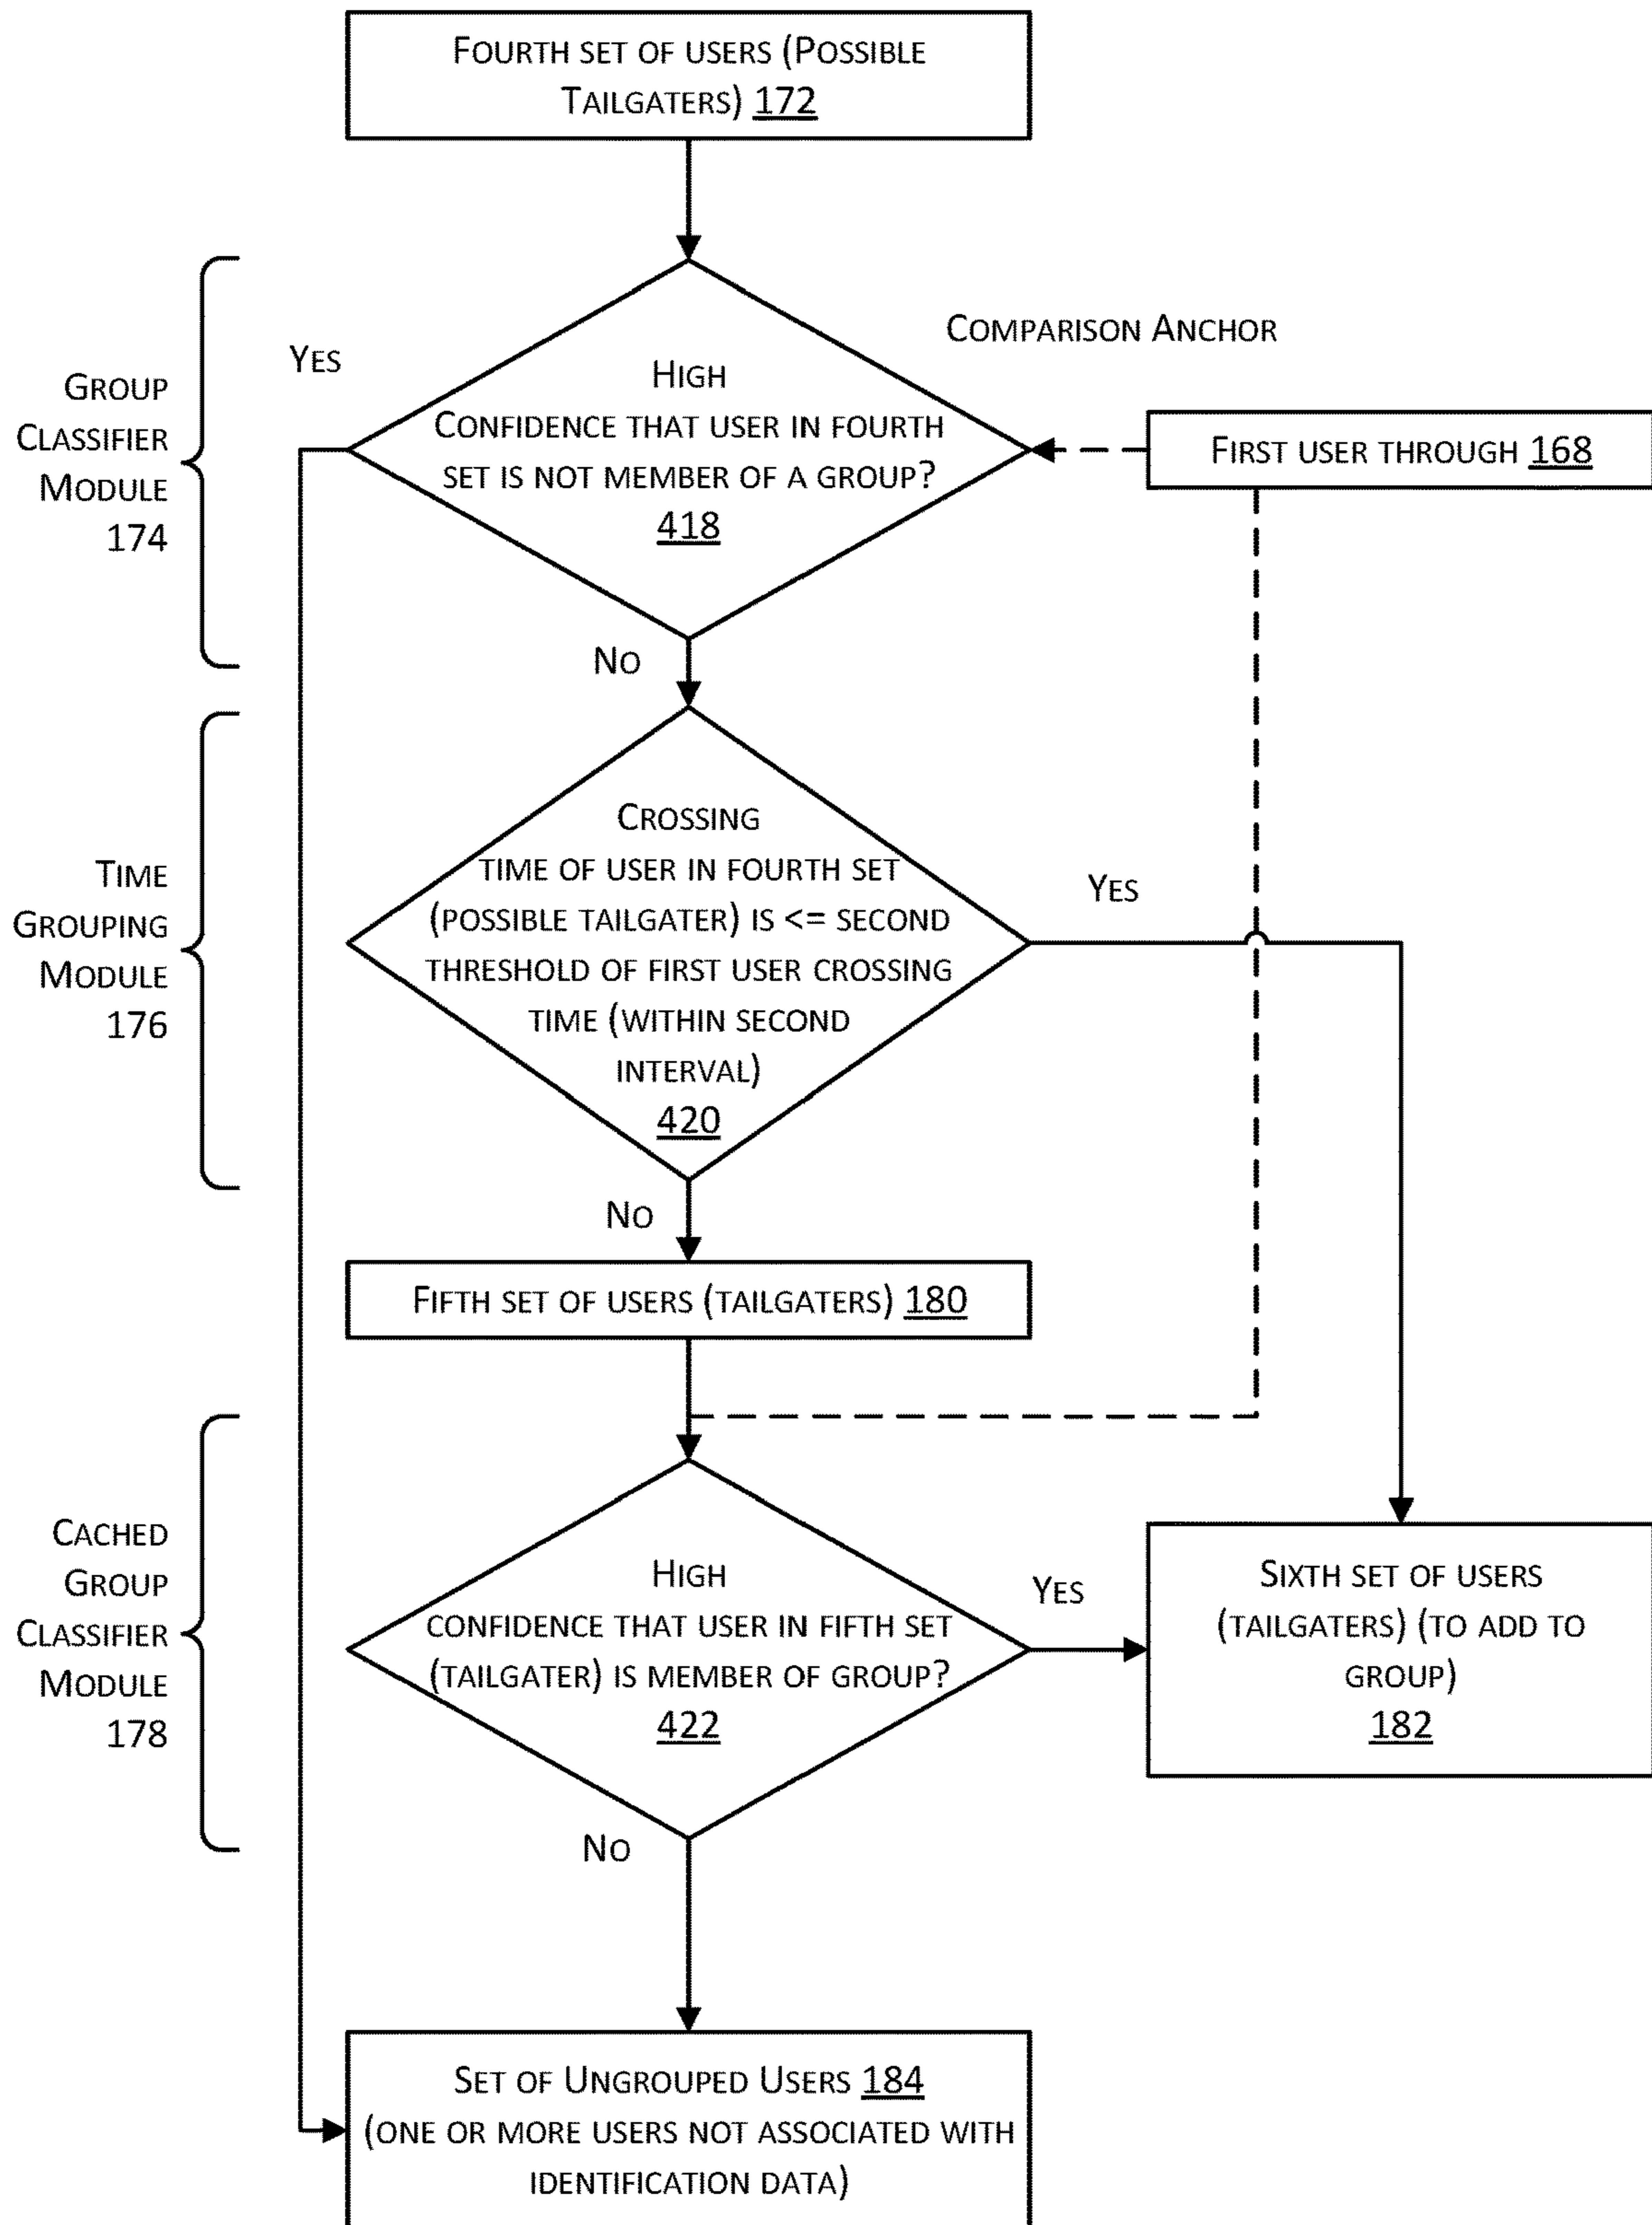 Fourth set of users (Possible
Tailgaters) 172
Comparison Anchor
Yes
Group
Classifier
Module
174
High
Confidence that user in fourth
set is not member of a group?
418
First user through 168
No
Time
Grouping
Module
176
Crossing
time of user in fourth set
(possible tailgater) is <= second
threshold of first user crossing
time (within second
interval)
420
Yes
No
Fifth set of users (tailgaters) 180
Cached
Group
Classifier
Module
178
High
confidence that user in fifth set
(tailgater) is member of group?
422
Yes
Sixth set of users
(tailgaters) (to add to
group)
182
No
Set of Ungrouped Users 184
(one or more users not associated with
identification data)